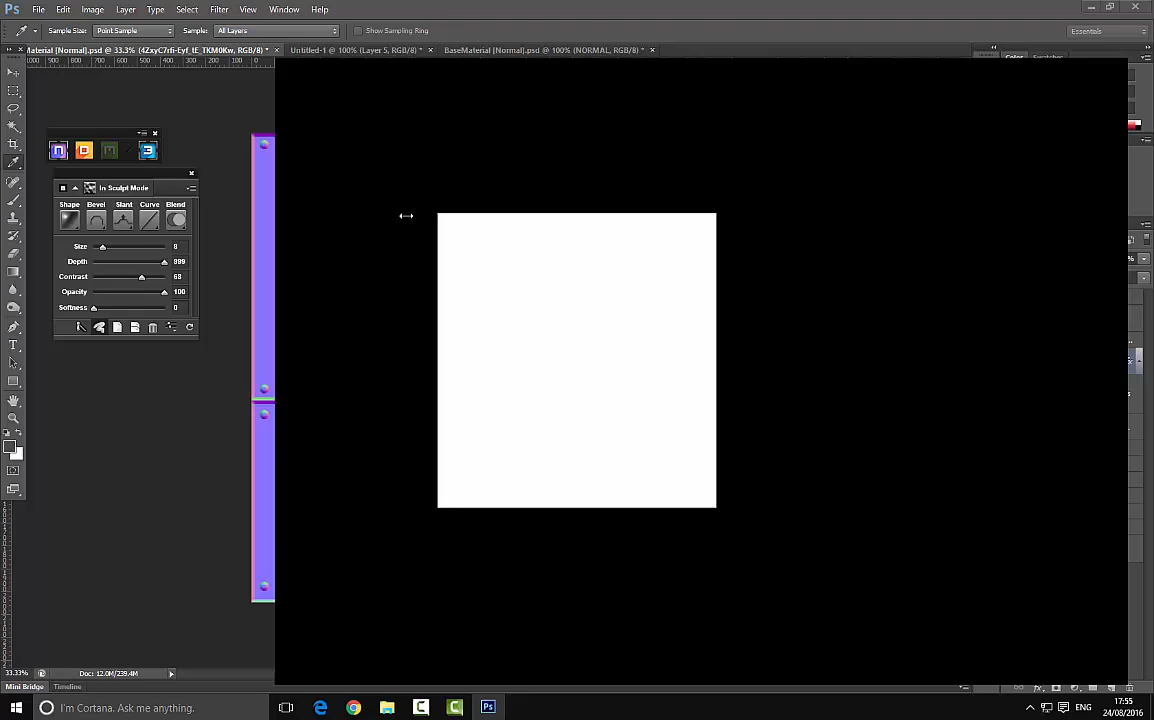 Ps File Edit Image Layer Type Select Filter View Window Help
Sample Size: Point Sample Sample: All Layers Show Sampling Ring Essentials
Material [Normal].psd @ 33.3% (4ZxyC7rfi-Eyf_tE_TKM0Kw, RGB/8) * × Untitled-1 @ 100% (Layer 5, RGB/8) * × BaseMaterial [Normal].psd @ 100% (NORMAL, RGB/8) * ×
1000 900 800 700 600 500 400 300 200 100 0
Color Swatches
In Sculpt Mode
Shape Bevel Slant Curve Blend
Size 8
Depth 999
Contrast 68
Opacity 100
Softness 0
33.33% Doc: 12.0M/239.4M
Mini Bridge Timeline
I'm Cortana. Ask me anything.
ENG
17:55
24/08/2016